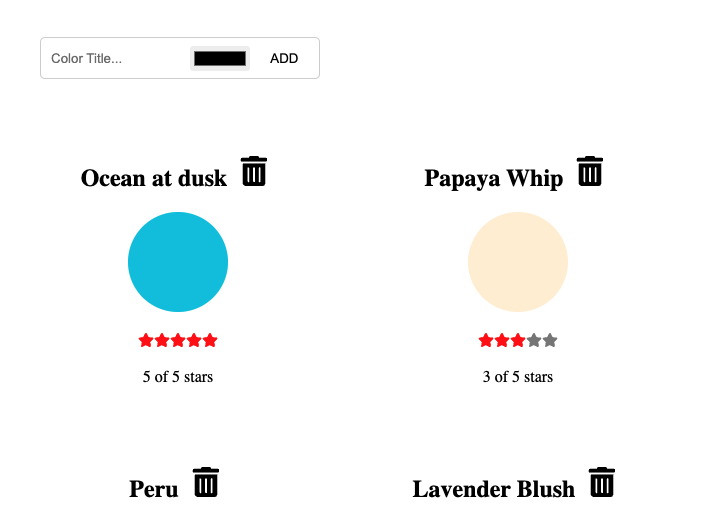 Color Title...
ADD
Ocean at dusk
Papaya Whip
5 of 5 stars
3 of 5 stars
Peru
Lavender Blush